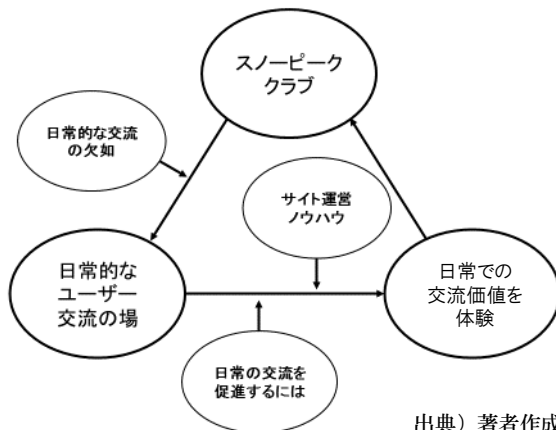 スノーピーク
クラブ
日常的な交流
の欠如
サイト運営
ノウハウ
日常的な
ユーザー
交流の場
日常での
交流価値を
体験
日常の交流を
促進するには
出典）著者作成